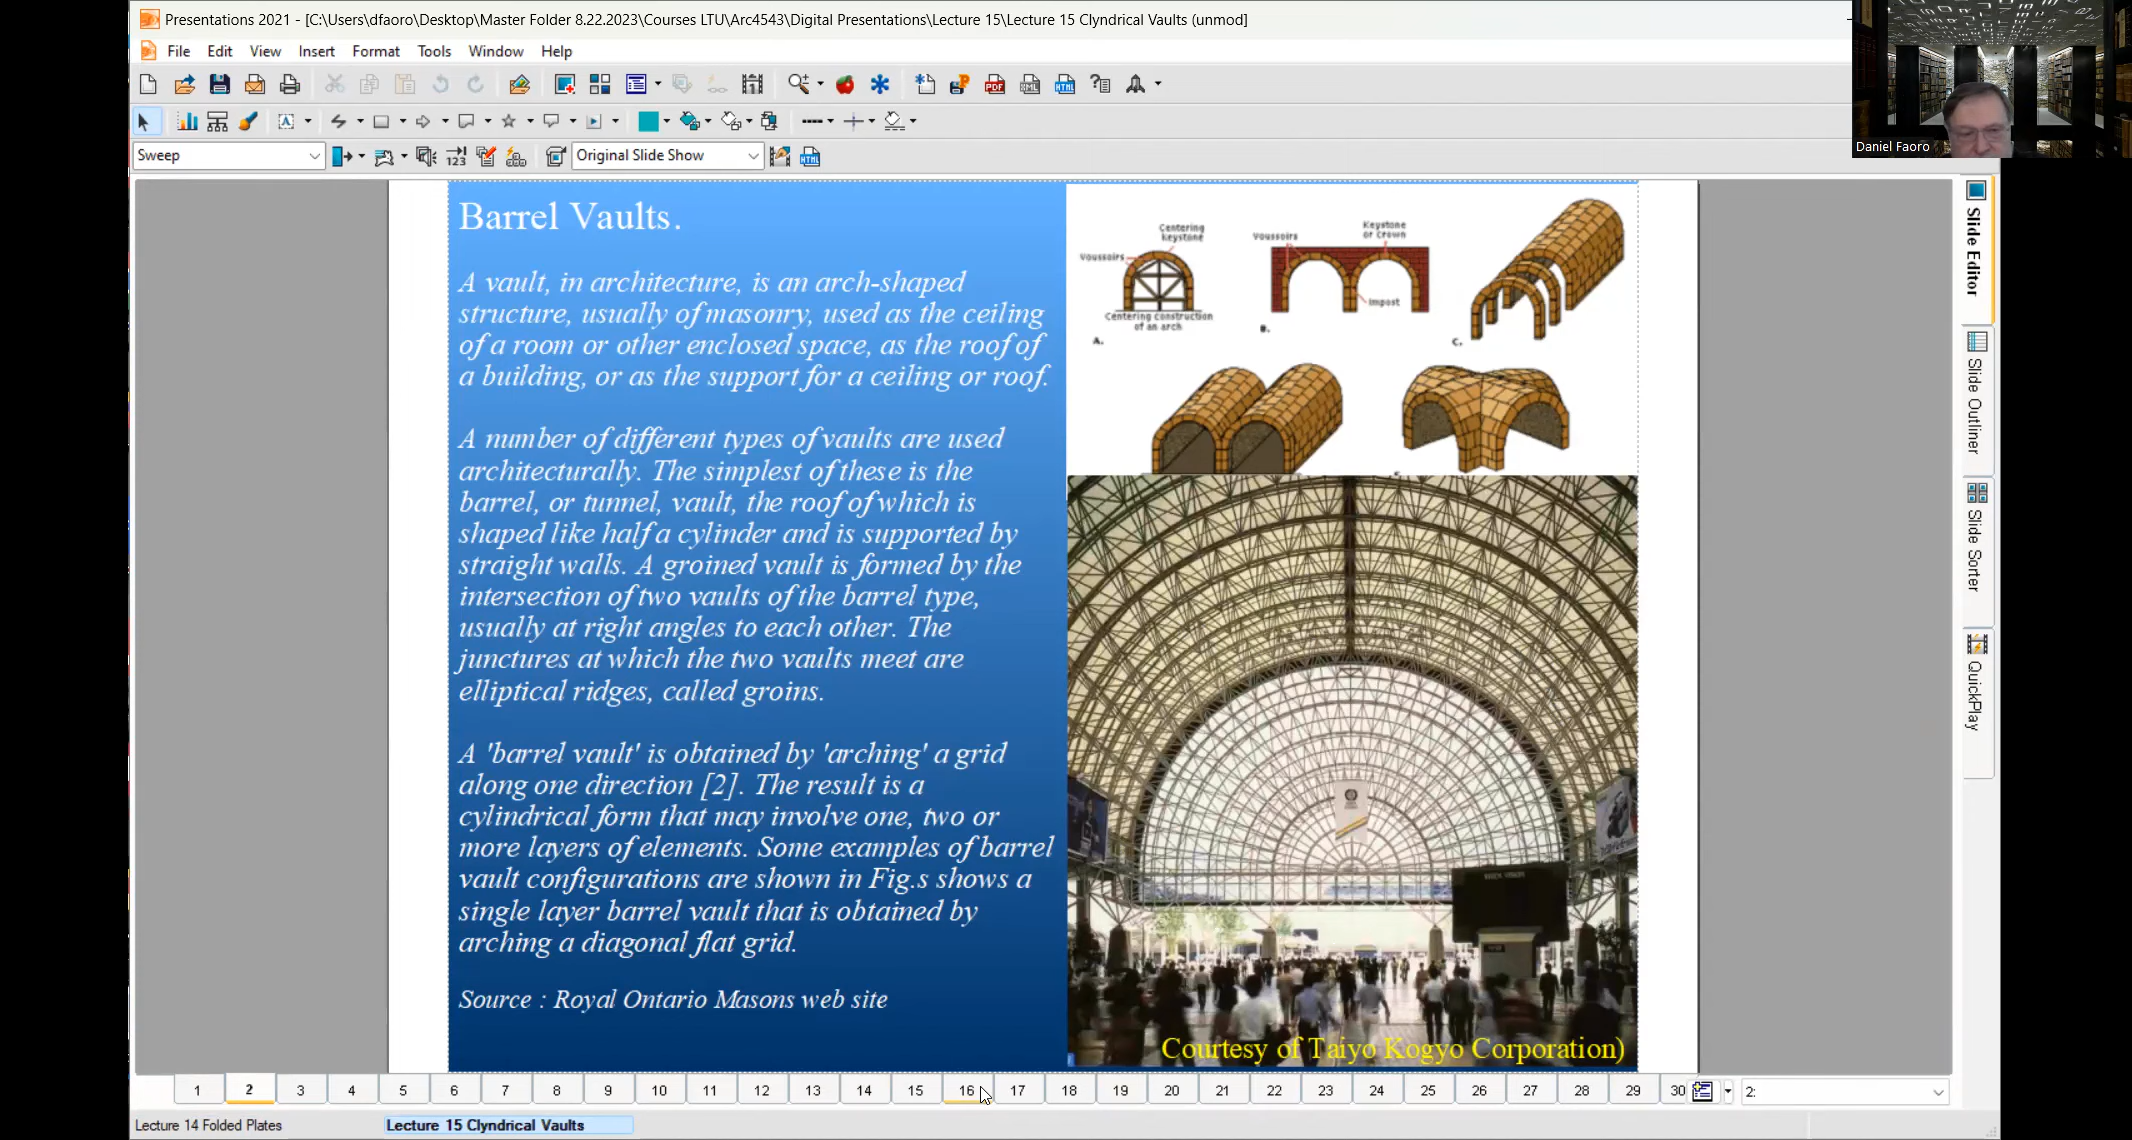 Presentations 2021 - [C:\Users\dfaoro\Desktop\Master Folder 8.22.2023\Courses LTU\Arc4543\Digital Presentations\Lecture 15\Lecture 15 Clyndrical Vaults (unmod]
File Edit View Insert Format Tools Window Help
Sweep
Original Slide Show
Daniel Faoro
Barrel Vaults.
A vault, in architecture, is an arch-shaped
structure, usually of masonry, used as the ceiling
of a room or other enclosed space, as the roof of
a building, or as the support for a ceiling or roof.
A number of different types of vaults are used
architecturally. The simplest of these is the
barrel, or tunnel, vault, the roof of which is
shaped like half a cylinder and is supported by
straight walls. A groined vault is formed by the
intersection of two vaults of the barrel type,
usually at right angles to each other. The
junctures at which the two vaults meet are
elliptical ridges, called groins.
A 'barrel vault' is obtained by 'arching' a grid
along one direction [2]. The result is a
cylindrical form that may involve one, two or
more layers of elements. Some examples of barrel
vault configurations are shown in Fig.s shows a
single layer barrel vault that is obtained by
arching a diagonal flat grid.
Source : Royal Ontario Masons web site
Centering
keystone
Voussoirs
Centering construction
of an arch
A.
Voussoirs
Keystone
or Crown
Impost
B.
C.
Courtesy of Taiyo Kogyo Corporation)
Slide Editor
Slide Outliner
Slide Sorter
QuickPlay
1 2 3 4 5 6 7 8 9 10 11 12 13 14 15 16 17 18 19 20 21 22 23 24 25 26 27 28 29 30
2:
Lecture 14 Folded Plates
Lecture 15 Clyndrical Vaults